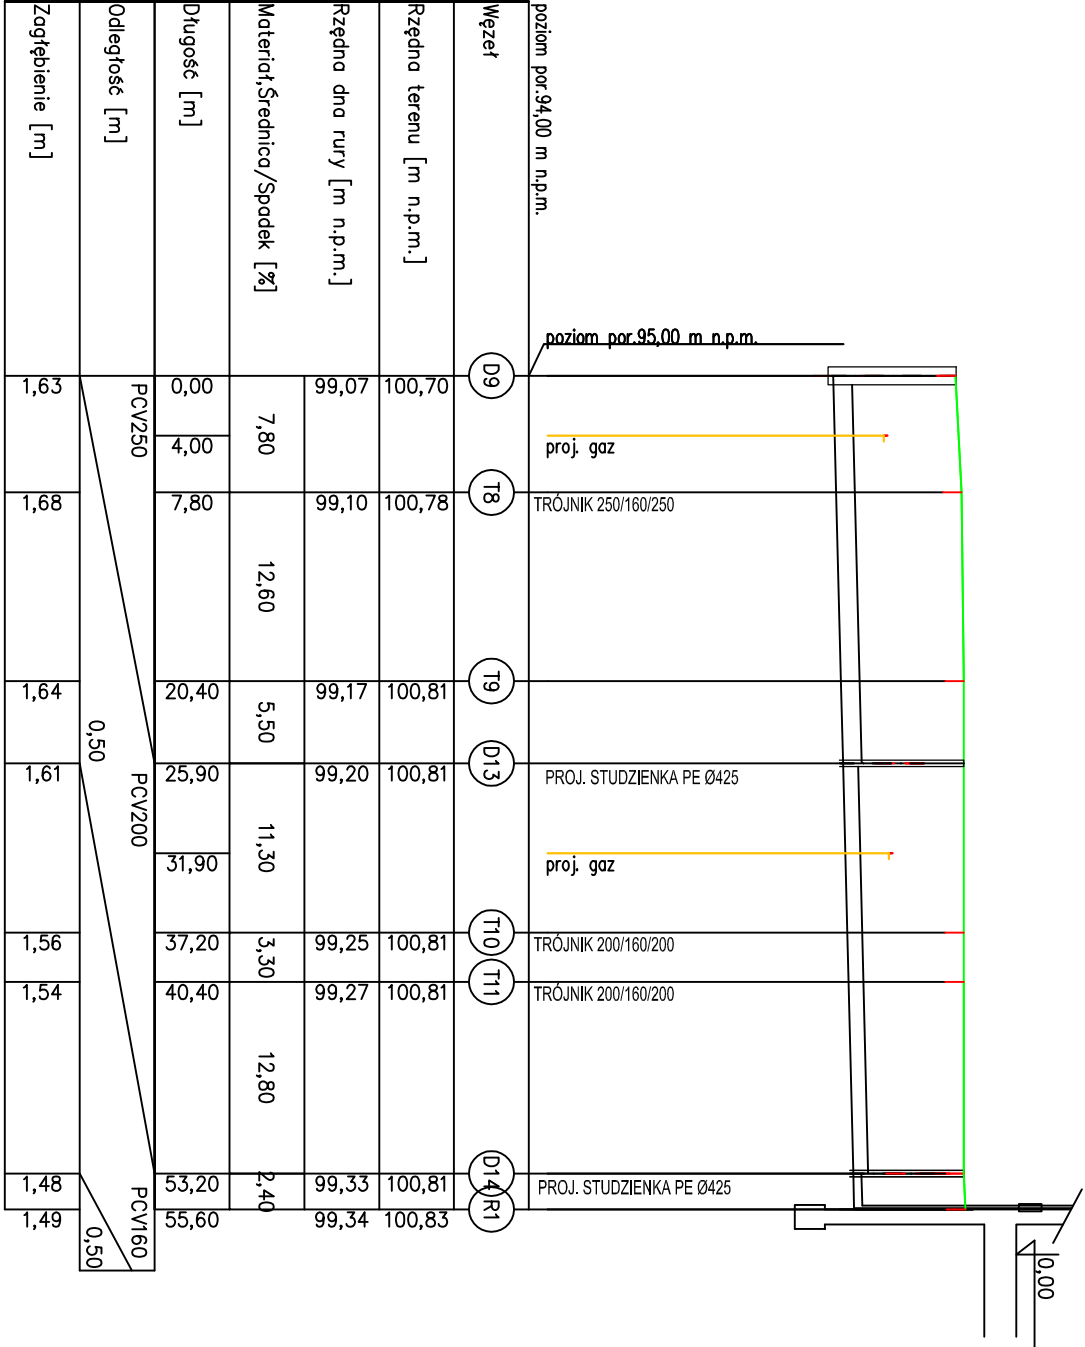 poziom por.94,00 m n.p.m.
poziom por.95,00 m n.p.m.
proj. gaz
TRÓJNIK 250/160/250
PROJ. STUDZIENKA PE Ø425
proj. gaz
TRÓJNIK 200/160/200
TRÓJNIK 200/160/200
PROJ. STUDZIENKA PE Ø425
0,00
Węzeł D9 T8 T9 D13 T10 T11 D14 R1
Rzędna terenu [m n.p.m.] 100,70 100,78 100,81 100,81 100,81 100,81 100,81 100,83
Rzędna dna rury [m n.p.m.] 99,07 99,10 99,17 99,20 99,25 99,27 99,33 99,34
Materiał,Średnica/Spadek [%] 7,80 12,60 5,50 11,30 3,30 12,80 2,40
Długość [m] 0,00 4,00 7,80 20,40 25,90 31,90 37,20 40,40 53,20 55,60
Odległość [m] PCV250 0,50 PCV200 PCV160 0,50
Zagłębienie [m] 1,63 1,68 1,64 1,61 1,56 1,54 1,48 1,49